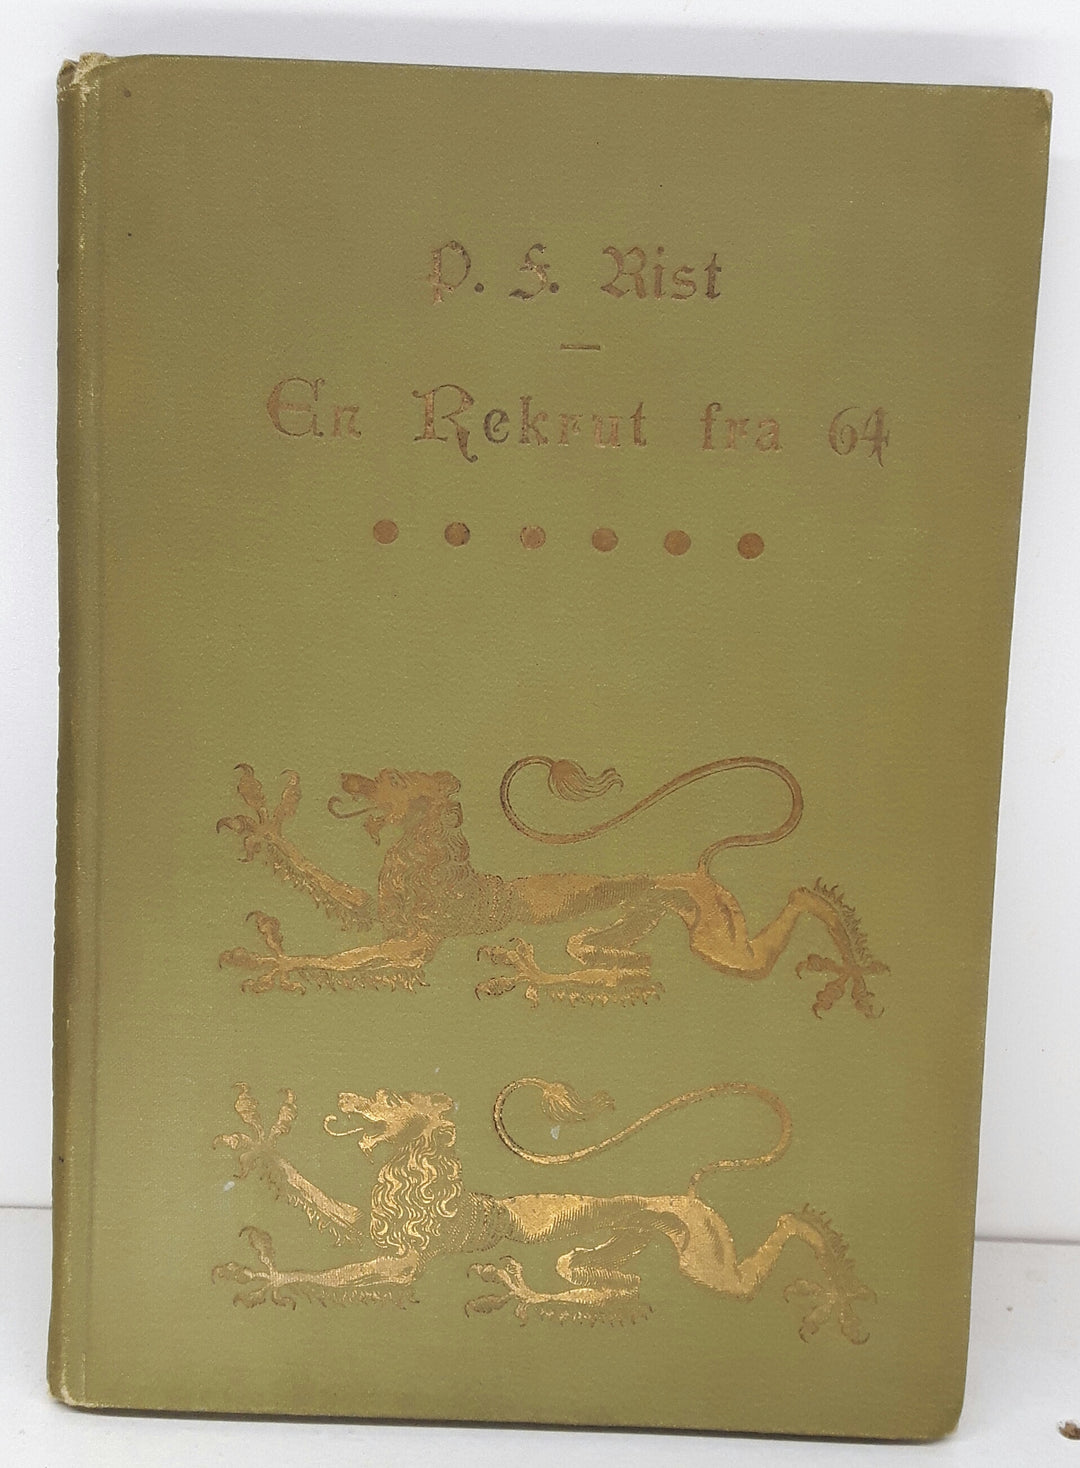 P. F. Rist
—
En Rekrut fra 64